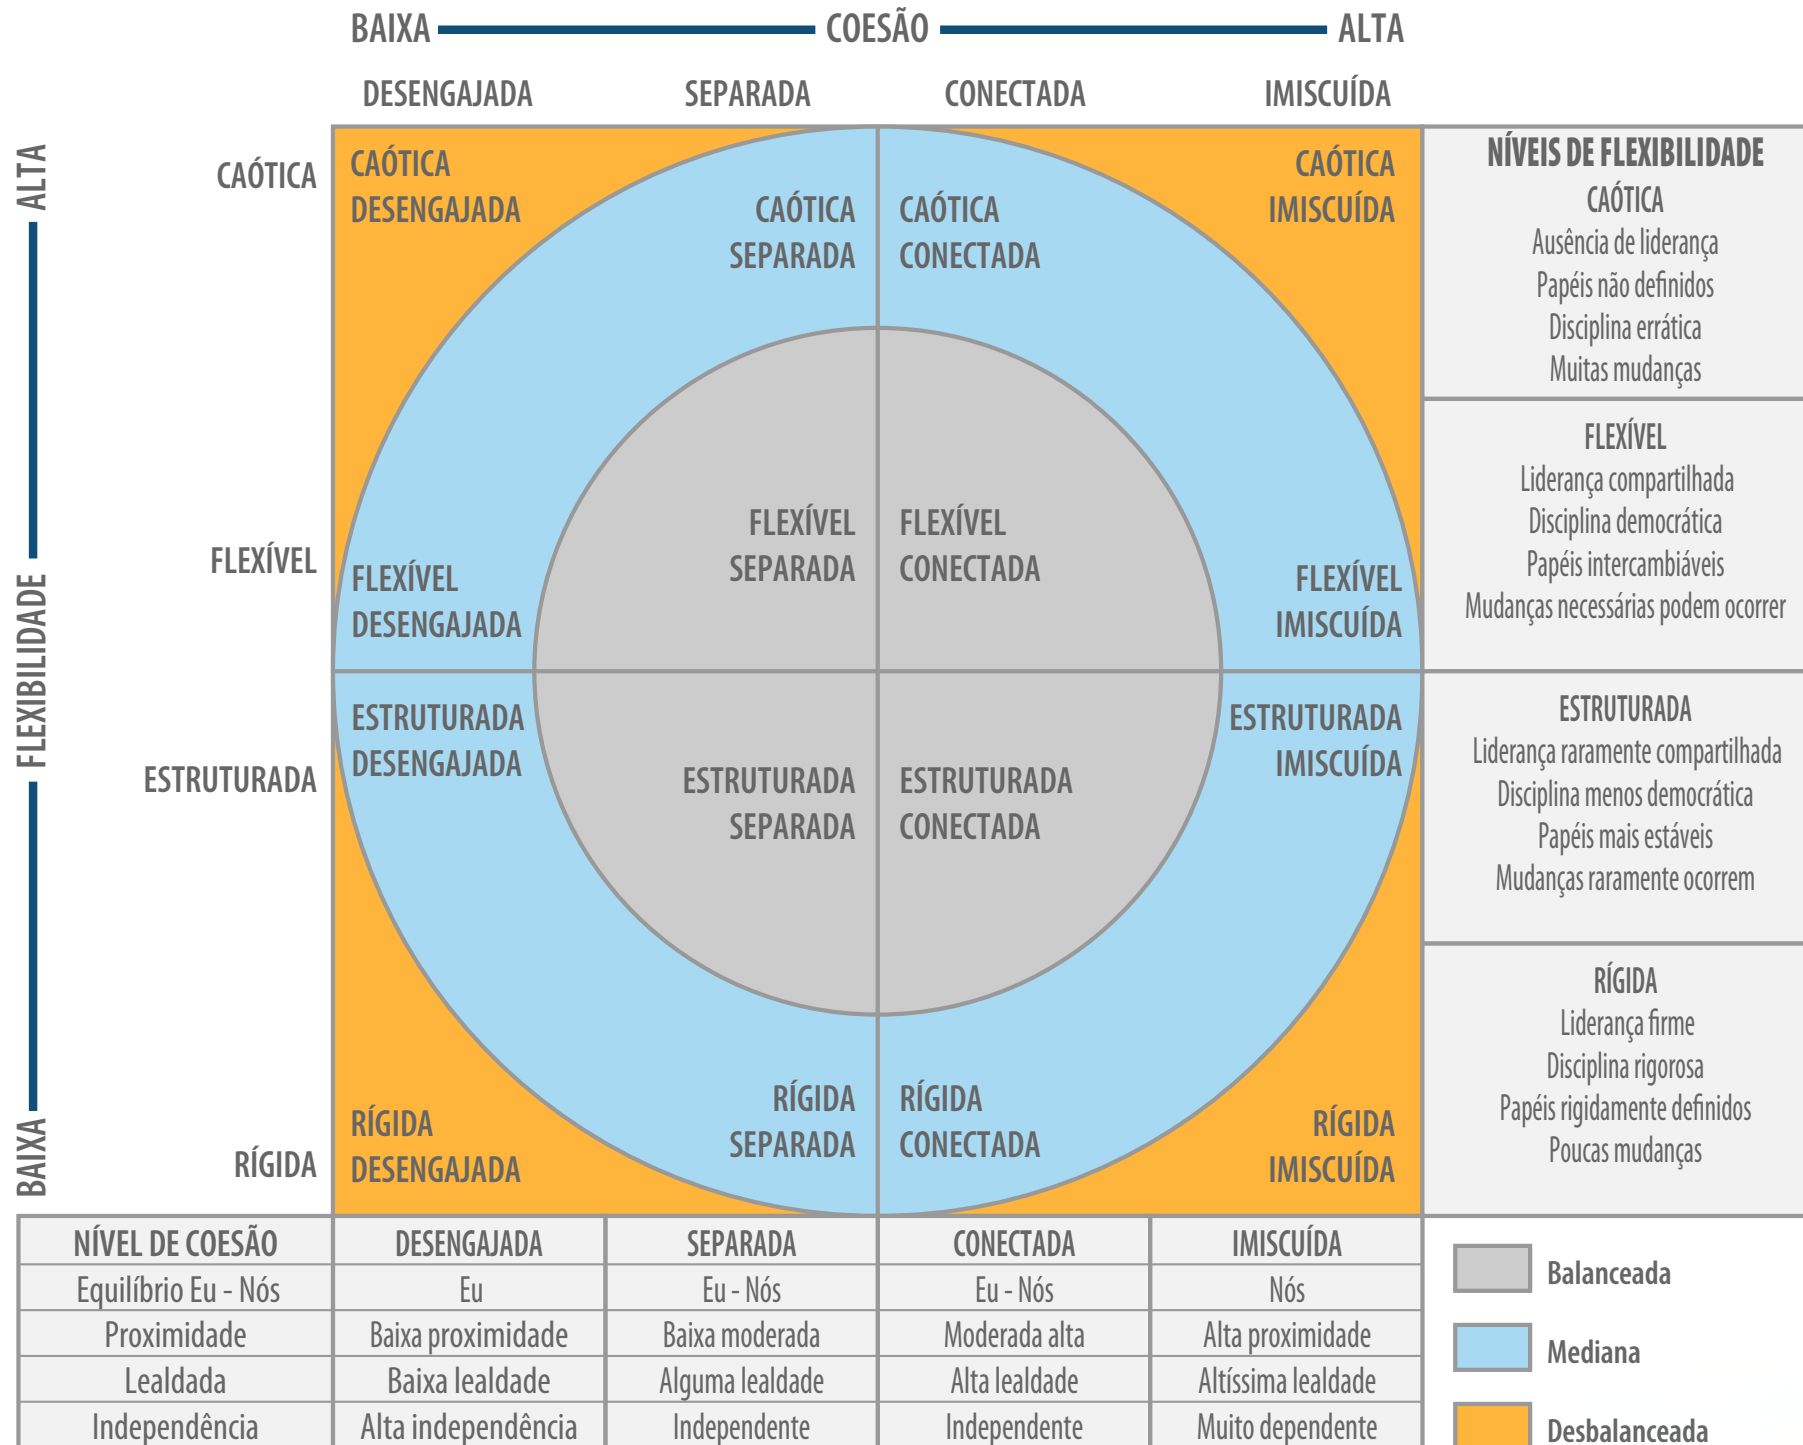 BAIXA COESÃO ALTA
DESENGAJADA SEPARADA CONECTADA IMISCUÍDA
ALTA
FLEXIBILIDADE
BAIXA
CAÓTICA
FLEXÍVEL
ESTRUTURADA
RÍGIDA
CAÓTICA
DESENGAJADA
CAÓTICA
SEPARADA
CAÓTICA
CONECTADA
CAÓTICA
IMISCUÍDA
FLEXÍVEL
DESENGAJADA
FLEXÍVEL
SEPARADA
FLEXÍVEL
CONECTADA
FLEXÍVEL
IMISCUÍDA
ESTRUTURADA
DESENGAJADA
ESTRUTURADA
SEPARADA
ESTRUTURADA
CONECTADA
ESTRUTURADA
IMISCUÍDA
RÍGIDA
DESENGAJADA
RÍGIDA
SEPARADA
RÍGIDA
CONECTADA
RÍGIDA
IMISCUÍDA
NÍVEIS DE FLEXIBILIDADE
CAÓTICA
Ausência de liderança
Papéis não definidos
Disciplina errática
Muitas mudanças
FLEXÍVEL
Liderança compartilhada
Disciplina democrática
Papéis intercambiáveis
Mudanças necessárias podem ocorrer
ESTRUTURADA
Liderança raramente compartilhada
Disciplina menos democrática
Papéis mais estáveis
Mudanças raramente ocorrem
RÍGIDA
Liderança firme
Disciplina rigorosa
Papéis rigidamente definidos
Poucas mudanças
NÍVEL DE COESÃO DESENGAJADA SEPARADA CONECTADA IMISCUÍDA
Equilíbrio Eu - Nós Eu Eu - Nós Eu - Nós Nós
Proximidade Baixa proximidade Baixa moderada Moderada alta Alta proximidade
Lealdada Baixa lealdade Alguma lealdade Alta lealdade Altíssima lealdade
Independência Alta independência Independente Independente Muito dependente
Balanceada
Mediana
Desbalanceada